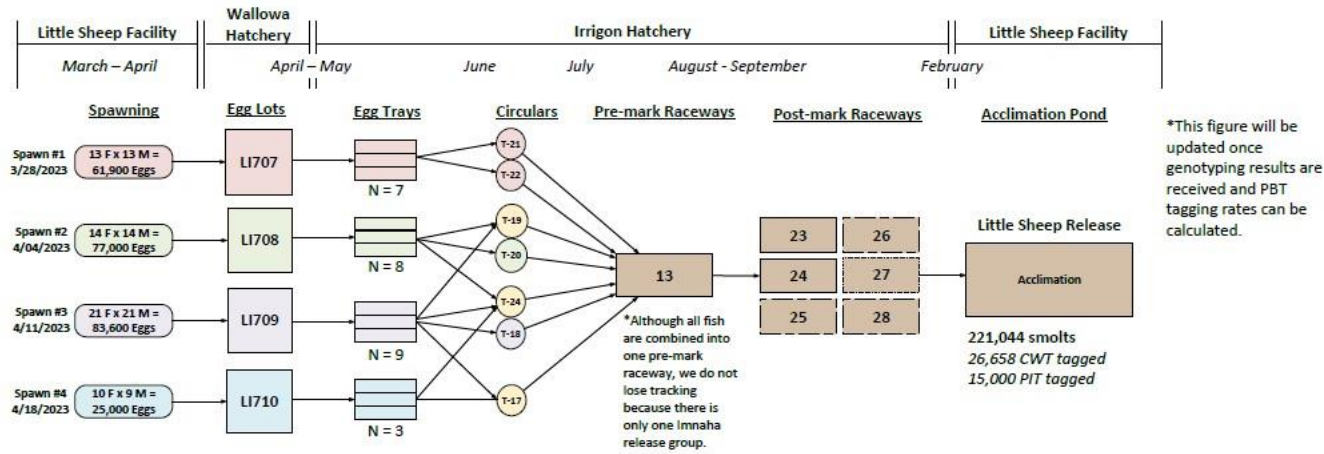 Little Sheep Facility
Wallowa
Hatchery
Irrigon Hatchery
Little Sheep Facility
March – April
April – May
June
July
August - September
February
Spawning
Egg Lots
Egg Trays
Circulars
Pre-mark Raceways
Post-mark Raceways
Acclimation Pond
Spawn #1
3/28/2023
13 F x 13 M =
61,900 Eggs
LI707
N = 7
T-21
T-22
Spawn #2
4/04/2023
14 F x 14 M =
77,000 Eggs
LI708
N = 8
T-19
T-20
Spawn #3
4/11/2023
21 F x 21 M =
83,600 Eggs
LI709
N = 9
T-24
T-18
Spawn #4
4/18/2023
10 F x 9 M =
25,000 Eggs
LI710
N = 3
T-17
13
*Although all fish
are combined into
one pre-mark
raceway, we do not
lose tracking
because there is
only one Imnaha
release group.
23
26
24
27
25
28
Little Sheep Release
Acclimation
221,044 smolts
26,658 CWT tagged
15,000 PIT tagged
*This figure will be
updated once
genotyping results are
received and PBT
tagging rates can be
calculated.